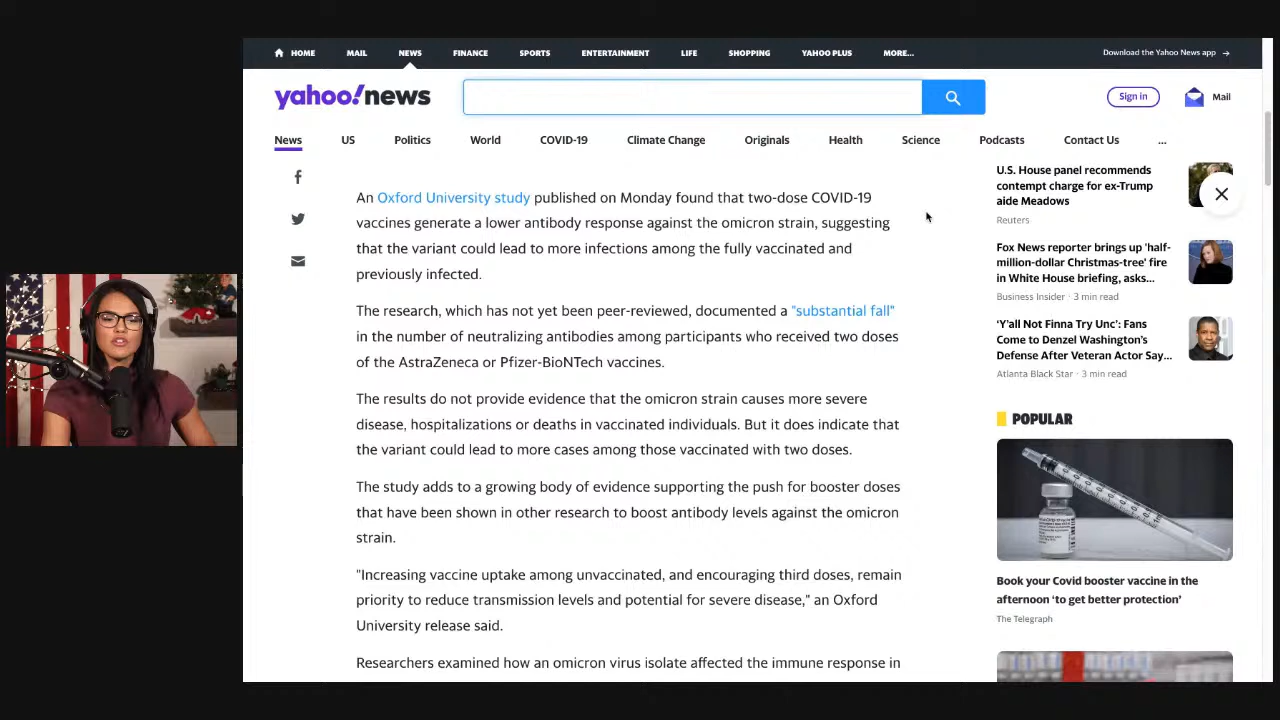 HOME MAIL NEWS FINANCE SPORTS ENTERTAINMENT LIFE SHOPPING YAHOO PLUS MORE... Download the Yahoo News app →
yahoo!news Sign in Mail
News US Politics World COVID-19 Climate Change Originals Health Science Podcasts Contact Us ...
An Oxford University study published on Monday found that two-dose COVID-19
vaccines generate a lower antibody response against the omicron strain, suggesting
that the variant could lead to more infections among the fully vaccinated and
previously infected.
The research, which has not yet been peer-reviewed, documented a "substantial fall"
in the number of neutralizing antibodies among participants who received two doses
of the AstraZeneca or Pfizer-BioNTech vaccines.
The results do not provide evidence that the omicron strain causes more severe
disease, hospitalizations or deaths in vaccinated individuals. But it does indicate that
the variant could lead to more cases among those vaccinated with two doses.
The study adds to a growing body of evidence supporting the push for booster doses
that have been shown in other research to boost antibody levels against the omicron
strain.
"Increasing vaccine uptake among unvaccinated, and encouraging third doses, remain
priority to reduce transmission levels and potential for severe disease," an Oxford
University release said.
Researchers examined how an omicron virus isolate affected the immune response in
U.S. House panel recommends
contempt charge for ex-Trump
aide Meadows
Reuters
Fox News reporter brings up 'half-
million-dollar Christmas-tree' fire
in White House briefing, asks...
Business Insider · 3 min read
‘Y’all Not Finna Try Unc’: Fans
Come to Denzel Washington’s
Defense After Veteran Actor Say...
Atlanta Black Star · 3 min read
POPULAR
Book your Covid booster vaccine in the
afternoon ‘to get better protection’
The Telegraph